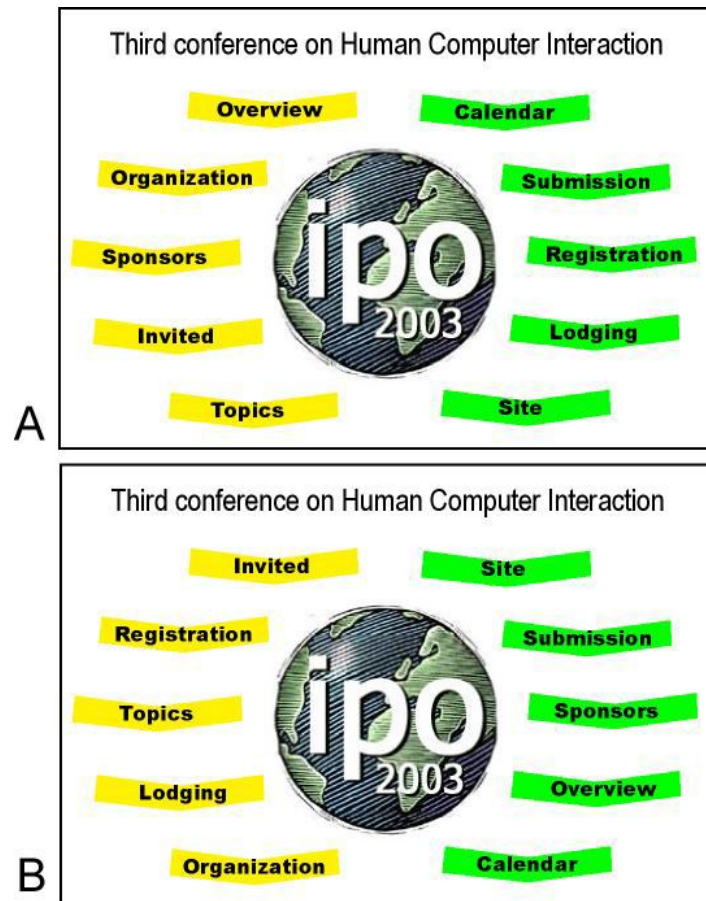 Third conference on Human Computer Interaction
Overview Calendar
Organization Submission
Sponsors Registration
ipo
2003
Invited Lodging
Topics Site
A
Third conference on Human Computer Interaction
Invited Site
Registration Submission
Topics Sponsors
ipo
2003
Lodging Overview
Organization Calendar
B